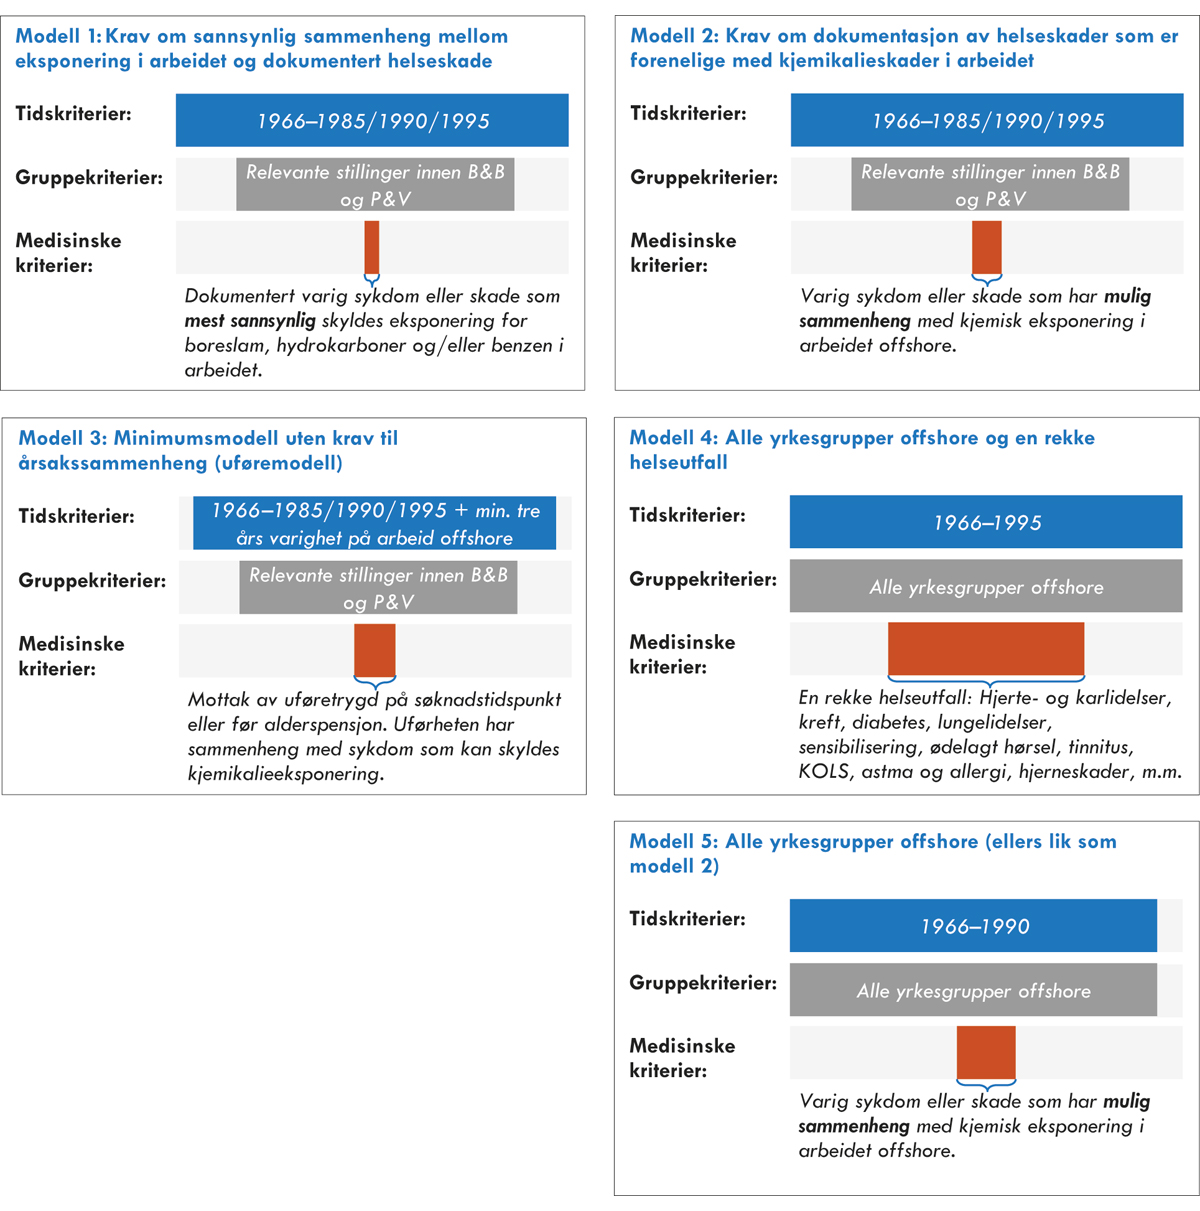 Modell 1: Krav om sannsynlig sammenheng mellom
eksponering i arbeidet og dokumentert helseskade
Tidskriterier:
1966–1985/1990/1995
Gruppekriterier:
Relevante stillinger innen B&B
og P&V
Medisinske
kriterier:
Dokumentert varig sykdom eller skade som
mest sannsynlig skyldes eksponering for
boreslam, hydrokarboner og/eller benzen i
arbeidet.
Modell 2: Krav om dokumentasjon av helseskader som er
forenelige med kjemikalieskader i arbeidet
Tidskriterier:
1966–1985/1990/1995
Gruppekriterier:
Relevante stillinger innen B&B
og P&V
Medisinske
kriterier:
Varig sykdom eller skade som har mulig
sammenheng med kjemisk eksponering i
arbeidet offshore.
Modell 3: Minimumsmodell uten krav til
årsakssammenheng (uføremodell)
Tidskriterier:
1966–1985/1990/1995 + min. tre
års varighet på arbeid offshore
Gruppekriterier:
Relevante stillinger innen B&B
og P&V
Medisinske
kriterier:
Mottak av uføretrygd på søknadstidspunkt
eller før alderspensjon. Uførheten har
sammenheng med sykdom som kan skyldes
kjemikalieeksponering.
Modell 4: Alle yrkesgrupper offshore og en rekke
helseutfall
Tidskriterier:
1966–1995
Gruppekriterier:
Alle yrkesgrupper offshore
Medisinske
kriterier:
En rekke helseutfall: Hjerte- og karlidelser,
kreft, diabetes, lungelidelser,
sensibilisering, ødelagt hørsel, tinnitus,
KOLS, astma og allergi, hjerneskader, m.m.
Modell 5: Alle yrkesgrupper offshore (ellers lik som
modell 2)
Tidskriterier:
1966–1990
Gruppekriterier:
Alle yrkesgrupper offshore
Medisinske
kriterier:
Varig sykdom eller skade som har mulig
sammenheng med kjemisk eksponering i
arbeidet offshore.